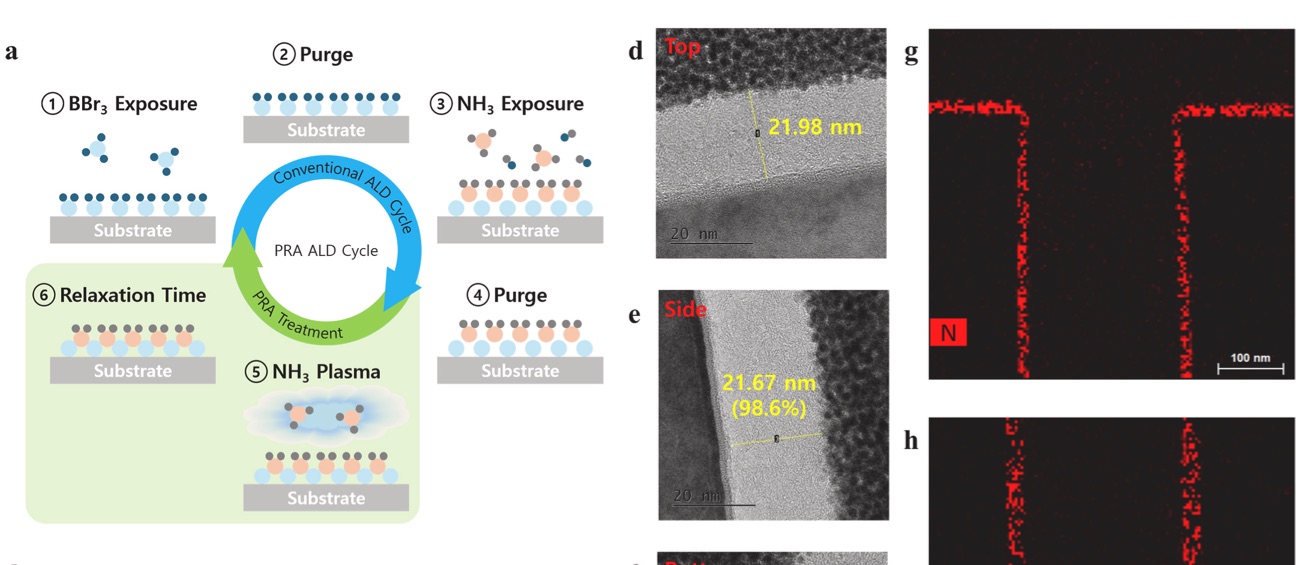 a
② Purge
Substrate
① BBr₃ Exposure
Substrate
③ NH₃ Exposure
Substrate
Conventional ALD Cycle
PRA ALD Cycle
PRA Treatment
⑥ Relaxation Time
Substrate
④ Purge
Substrate
⑤ NH₃ Plasma
Substrate
d
Top
21.98 nm
20 nm
e
Side
21.67 nm
(98.6%)
20 nm
g
N
100 nm
h